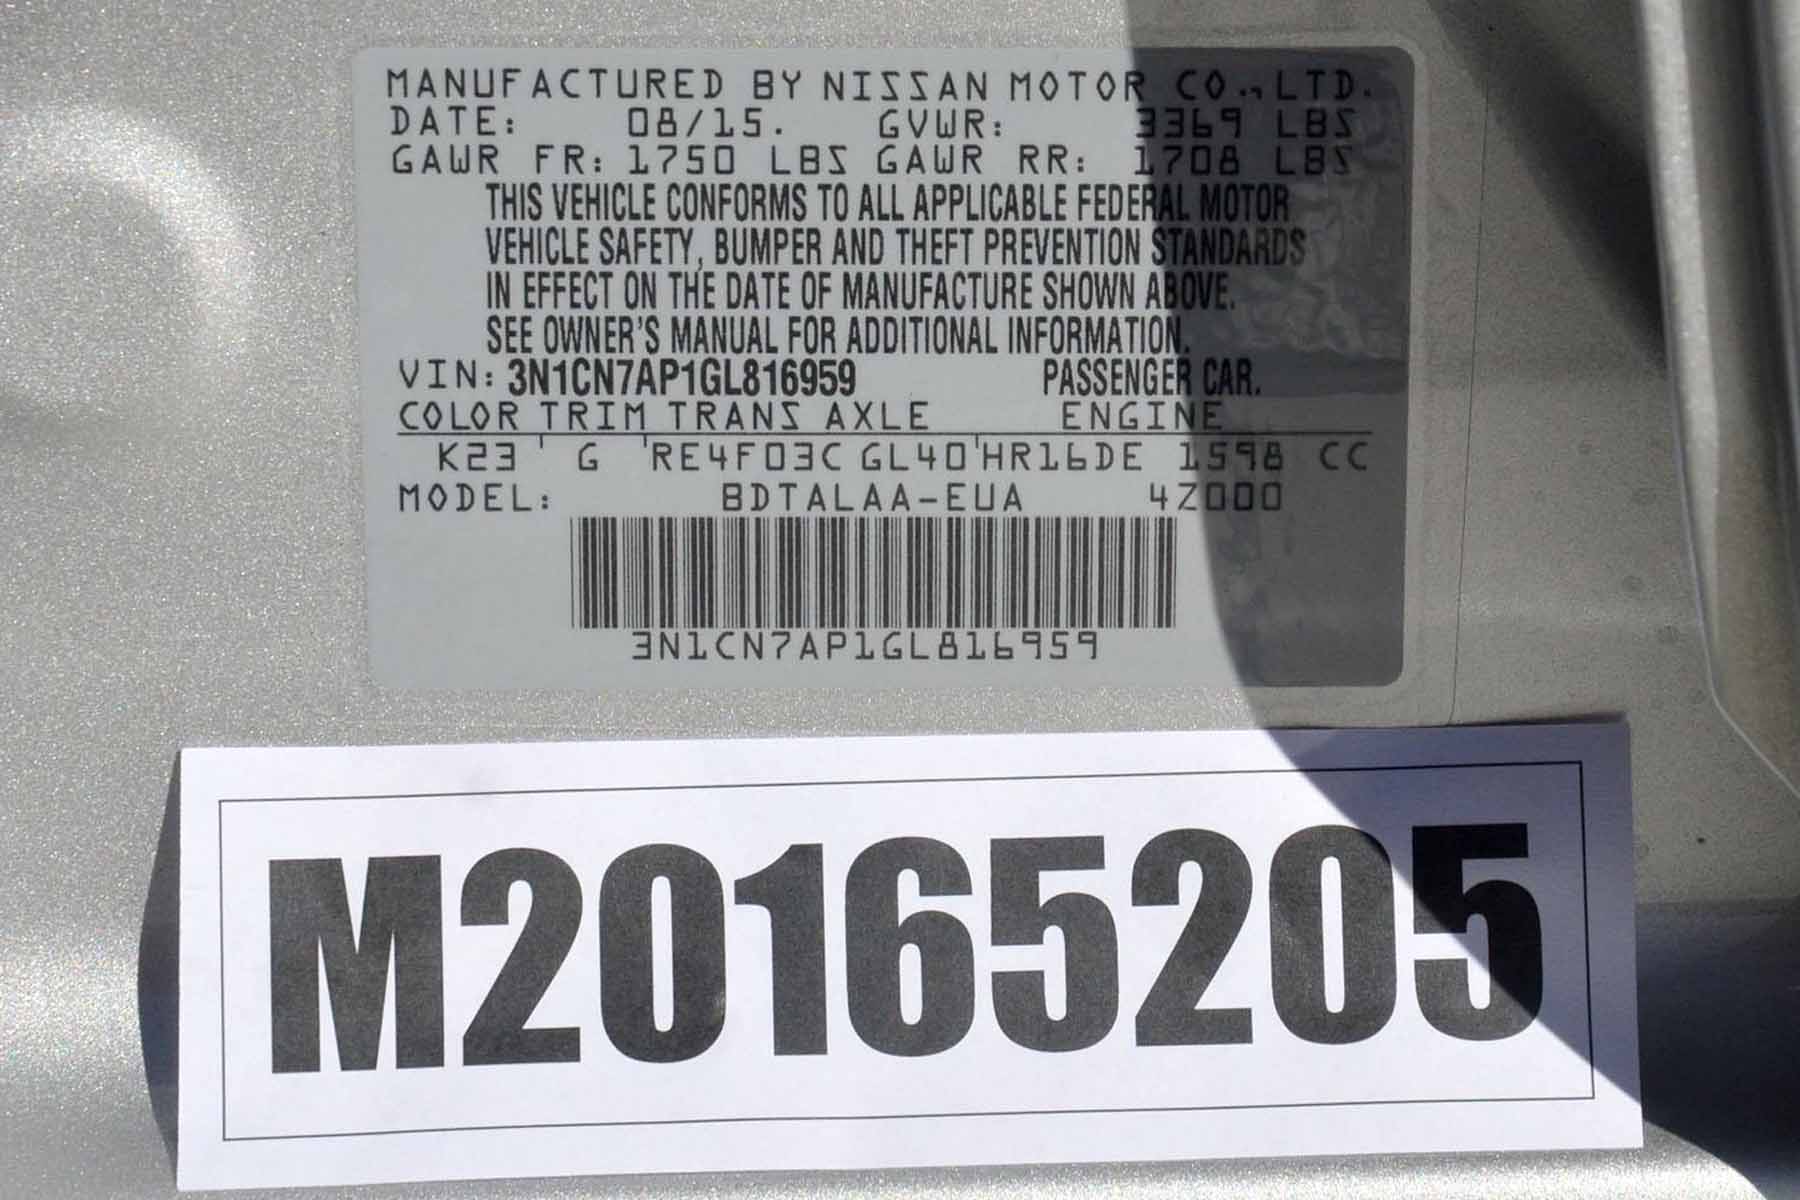 MANUFACTURED BY NISSAN MOTOR CO., LTD.
DATE: 08/15. GVWR: 3369 LBS
GAWR FR: 1750 LBS GAWR RR: 1708 LBS
THIS VEHICLE CONFORMS TO ALL APPLICABLE FEDERAL MOTOR
VEHICLE SAFETY, BUMPER AND THEFT PREVENTION STANDARDS
IN EFFECT ON THE DATE OF MANUFACTURE SHOWN ABOVE.
SEE OWNER'S MANUAL FOR ADDITIONAL INFORMATION.
VIN: 3N1CN7AP1GL816959 PASSENGER CAR.
COLOR TRIM TRANS AXLE ENGINE
K23 G RE4F03C GL40 HR16DE 1598 CC
MODEL: BDTALAA-EUA 4Z000
3N1CN7AP1GL816959
M20165205